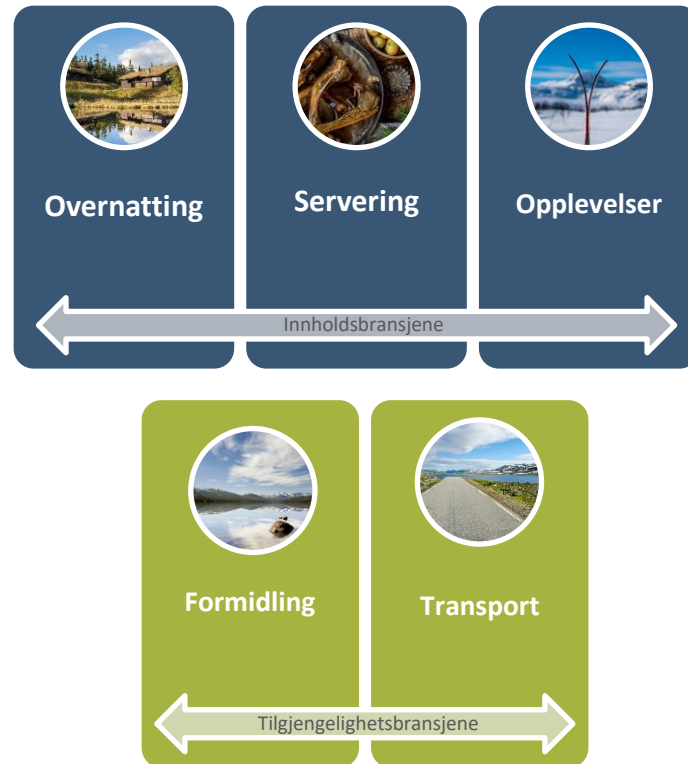 Overnatting
Servering
Opplevelser
Innholdsbransjene
Formidling
Transport
Tilgjengelighetsbransjene